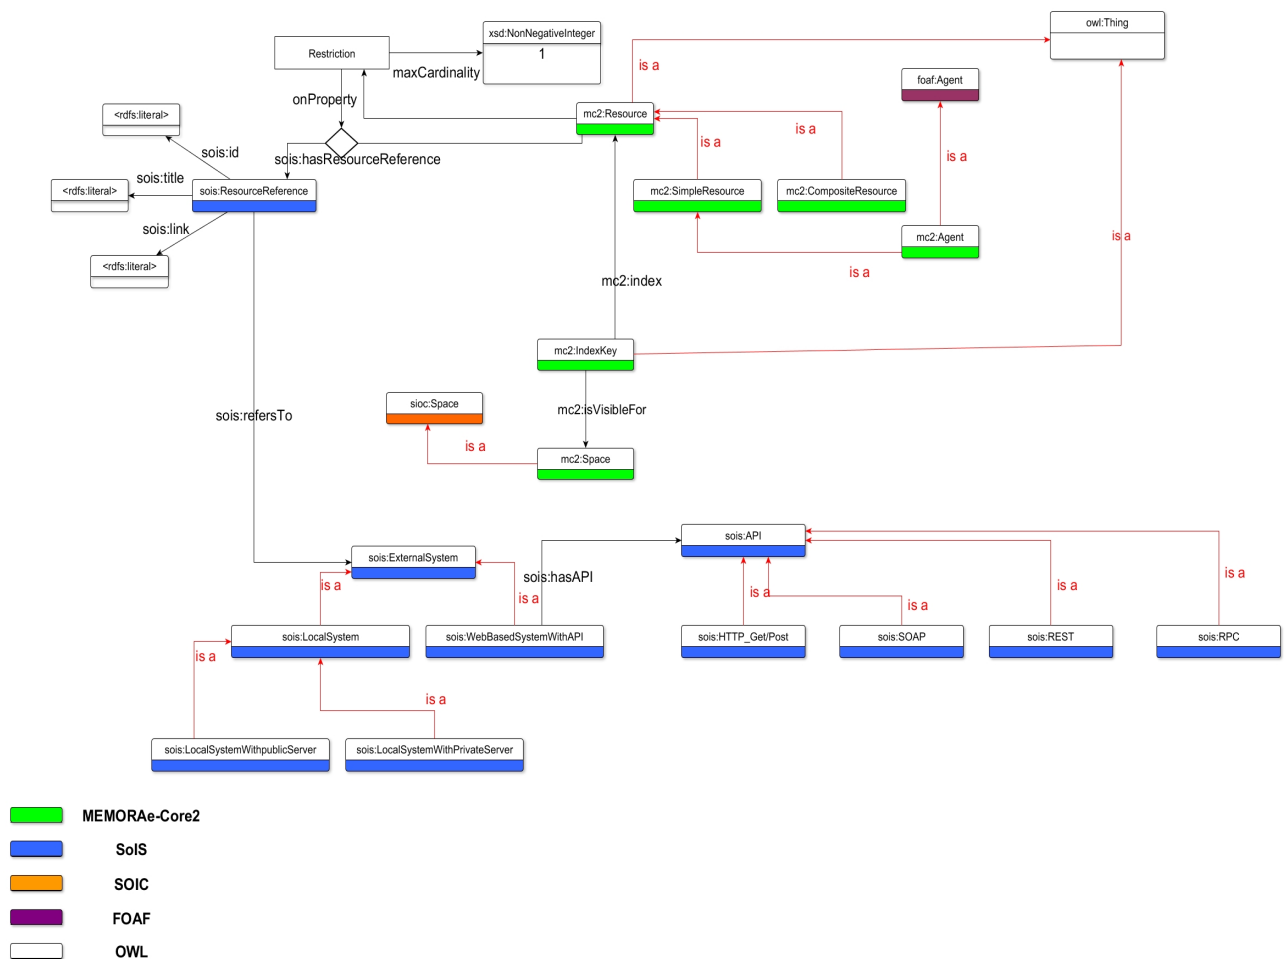 owl:Thing
xsd:NonNegativeInteger
1
Restriction
maxCardinality
is a
foaf:Agent
onProperty
mc2:Resource
<rdfs:literal>
is a
is a
sois:id
sois:hasResourceReference
is a
sois:title
<rdfs:literal>
sois:ResourceReference
mc2:SimpleResource
mc2:CompositeResource
sois:link
mc2:Agent
is a
<rdfs:literal>
is a
mc2:index
mc2:IndexKey
sioc:Space
mc2:isVisibleFor
sois:refersTo
is a
mc2:Space
sois:API
sois:ExternalSystem
sois:hasAPI
is a
is a
is a
is a
is a
is a
sois:LocalSystem
sois:WebBasedSystemWithAPI
sois:HTTP_Get/Post
sois:SOAP
sois:REST
sois:RPC
is a
is a
sois:LocalSystemWithpublicServer
sois:LocalSystemWithPrivateServer
MEMORAe-Core2
SoIS
SOIC
FOAF
OWL